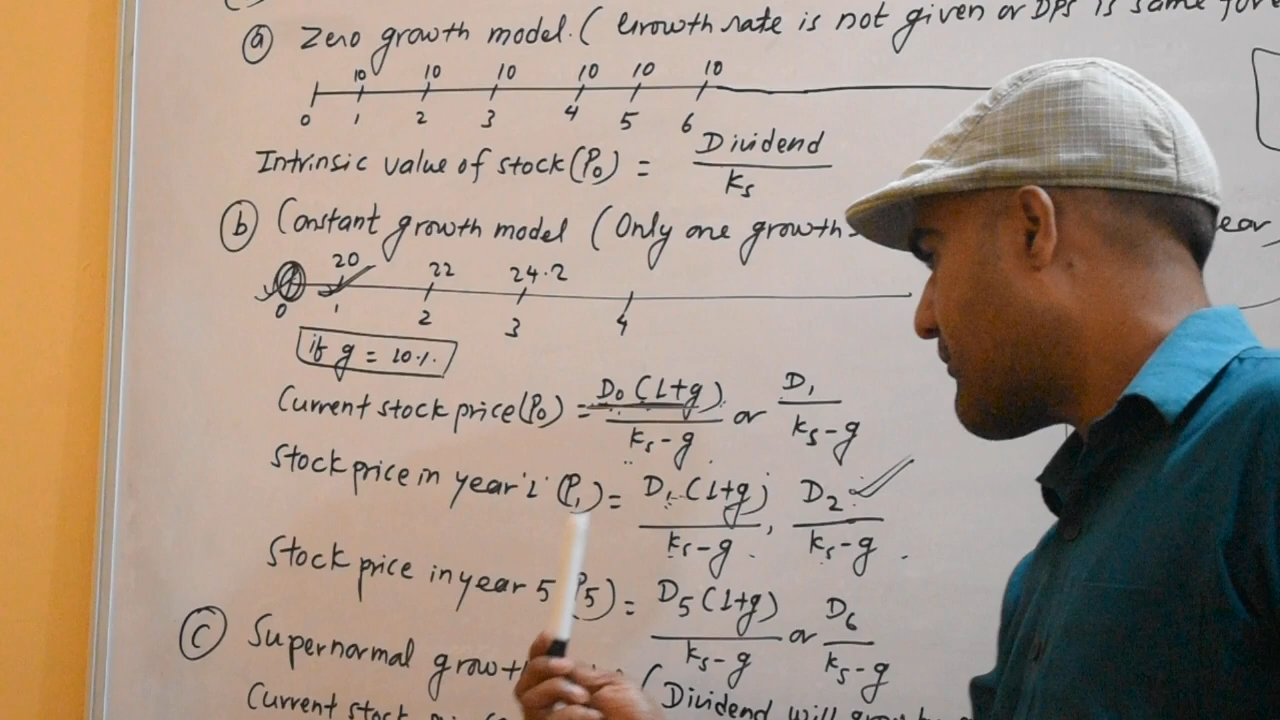 ⓐ Zero growth model. ( Growth rate is not given or DPS is same for
10 10 10 10 10 10
0 1 2 3 4 5 6
Intrinsic value of stock (P₀) = Dividend / kₛ
ⓑ Constant growth model ( Only one growth ear
20 22 24.2
0 1 2 3 4
if g = 10%.
Current stock price (P₀) = D₀ (1+g) / kₛ - g or D₁ / kₛ - g
Stock price in year '1' (P₁) = D₁ (1+g) / kₛ - g , D₂ / kₛ - g .
Stock price in year 5 P5) = D5 (1+g) / kₛ - g or D6 / kₛ - g
ⓒ Supernormal growt ( Dividend will grow
Current stock